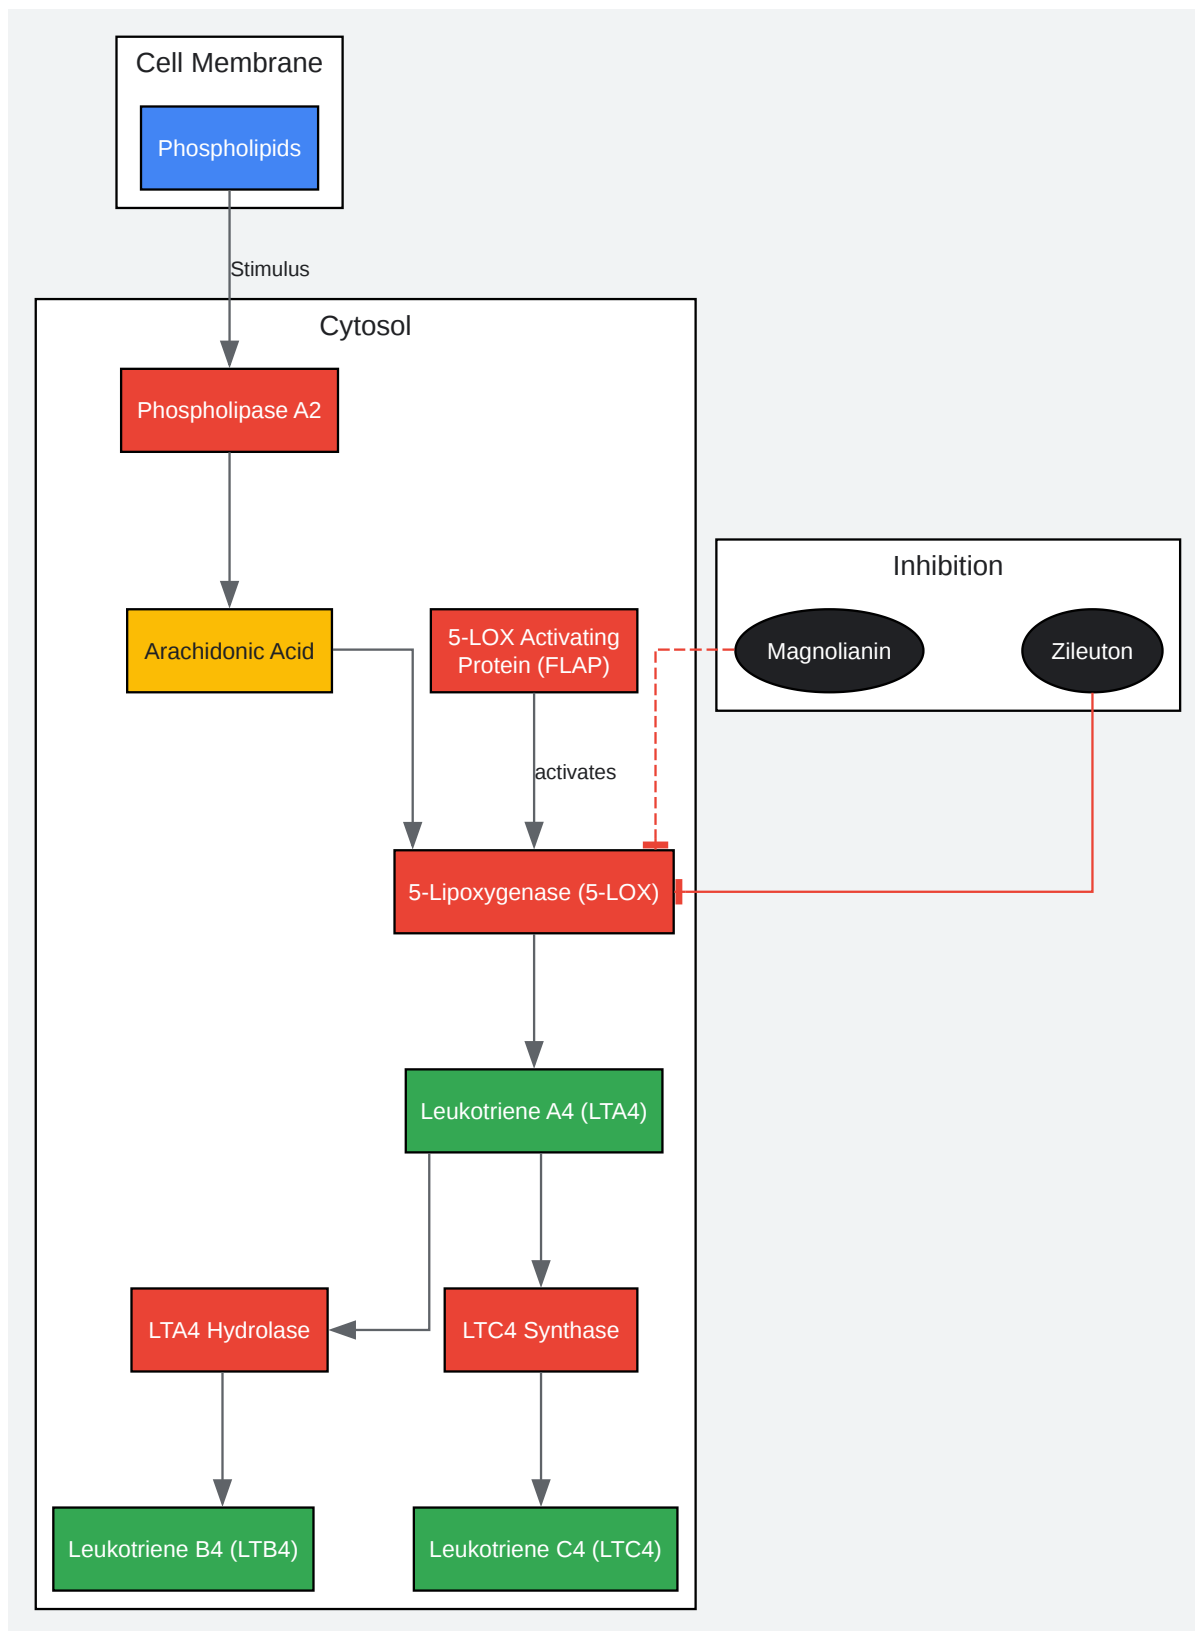 Cell Membrane
Phospholipids
Stimulus
Cytosol
Phospholipase A2
Inhibition
Arachidonic Acid
5-LOX Activating
Protein (FLAP)
Magnolianin
Zileuton
activates
5-Lipoxygenase (5-LOX)
Leukotriene A4 (LTA4)
LTA4 Hydrolase
LTC4 Synthase
Leukotriene B4 (LTB4)
Leukotriene C4 (LTC4)